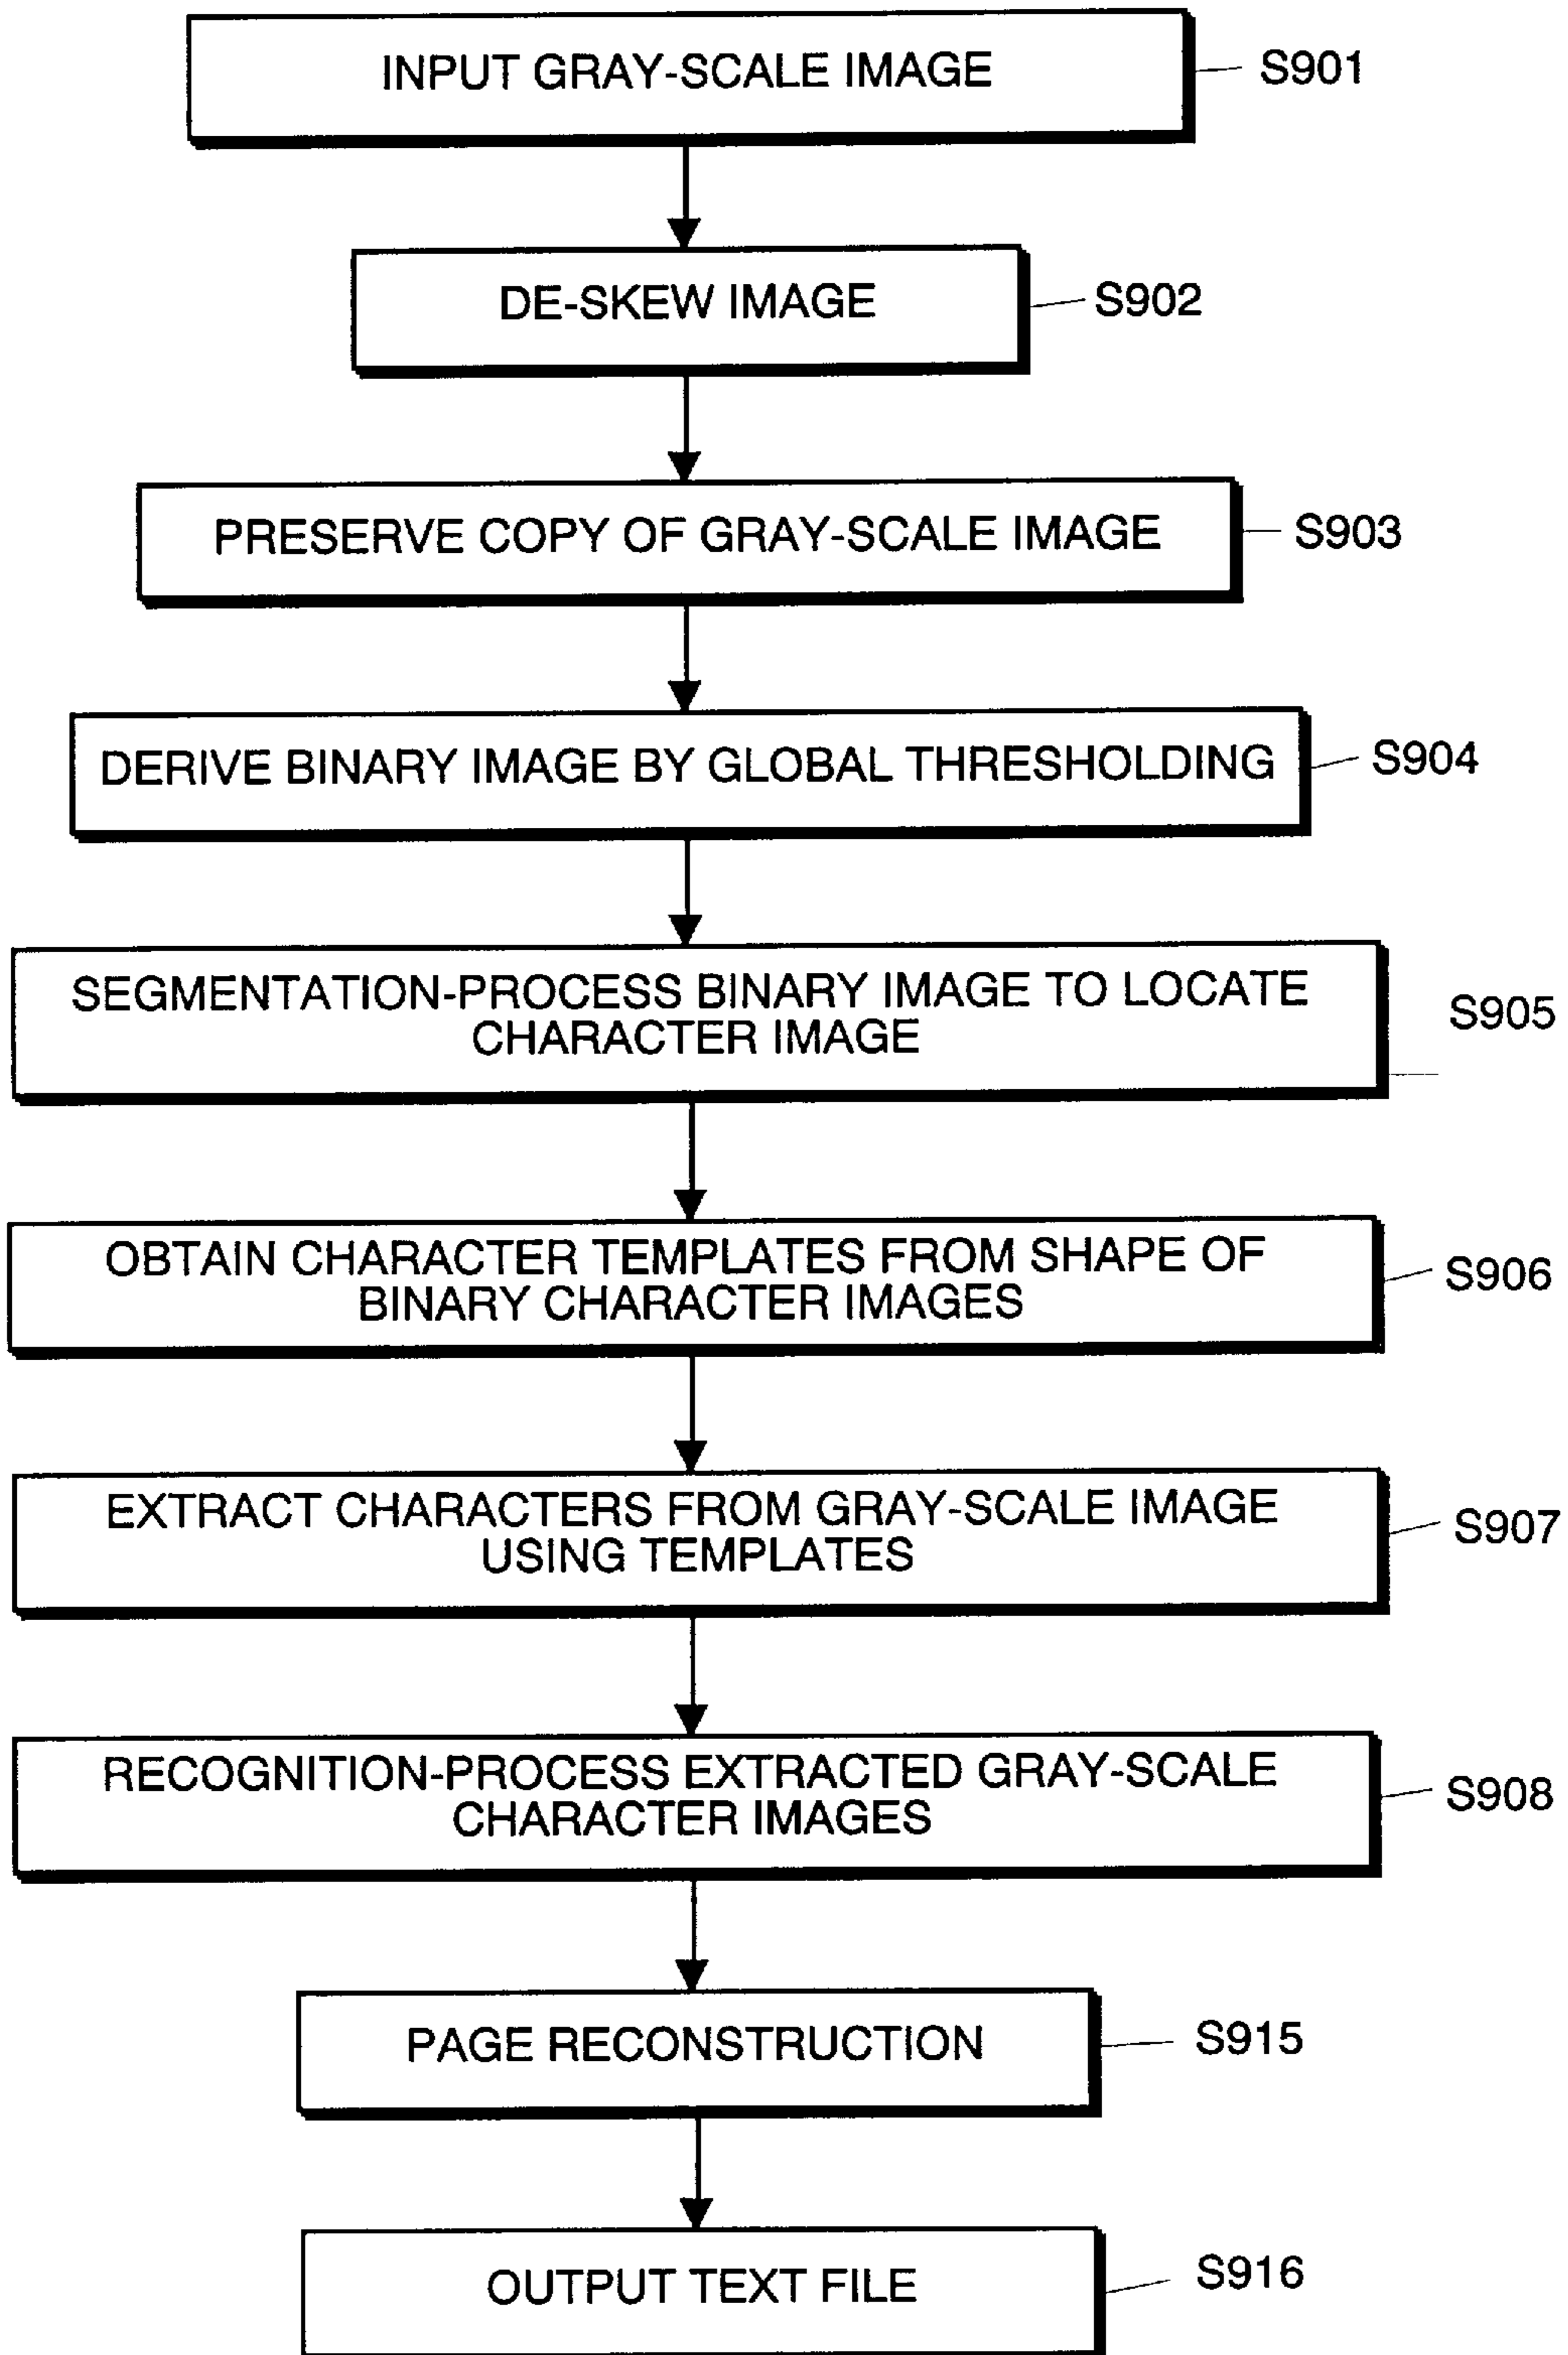 INPUT GRAY-SCALE IMAGE
S901
DE-SKEW IMAGE
S902
PRESERVE COPY OF GRAY-SCALE IMAGE
S903
DERIVE BINARY IMAGE BY GLOBAL THRESHOLDING
S904
SEGMENTATION-PROCESS BINARY IMAGE TO LOCATE
CHARACTER IMAGE
S905
OBTAIN CHARACTER TEMPLATES FROM SHAPE OF
BINARY CHARACTER IMAGES
S906
EXTRACT CHARACTERS FROM GRAY-SCALE IMAGE
USING TEMPLATES
S907
RECOGNITION-PROCESS EXTRACTED GRAY-SCALE
CHARACTER IMAGES
S908
PAGE RECONSTRUCTION
S915
OUTPUT TEXT FILE
S916